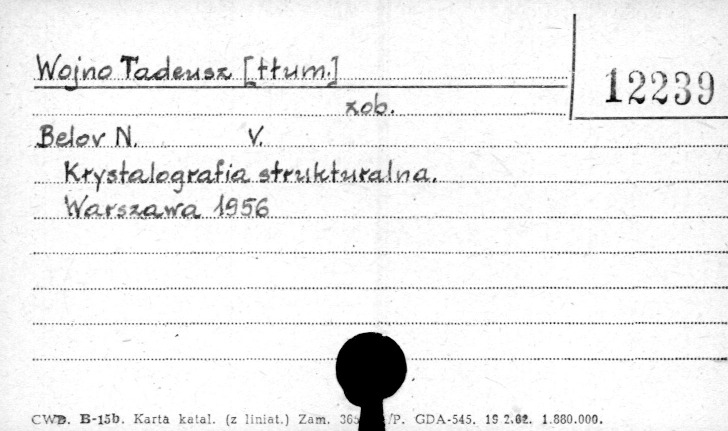 Wojno Tadeusz [tłum.]
12239
zob.
Belov N. V.
Krystalografia strukturalna.
Warszawa 1956
CWD. B-15b. Karta katal. (z liniat.) Zam. 365 /P. GDA-545. 19 2.62. 1.880.000.